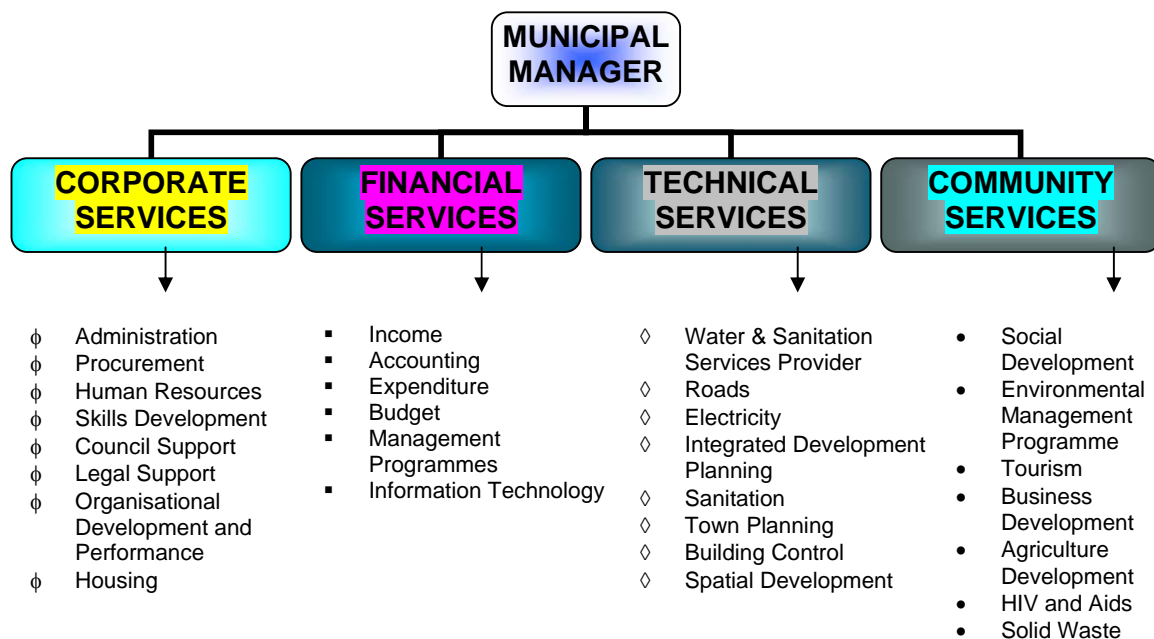 MUNICIPAL
MANAGER
CORPORATE
SERVICES
FINANCIAL
SERVICES
TECHNICAL
SERVICES
COMMUNITY
SERVICES
ϕ Administration
ϕ Procurement
ϕ Human Resources
ϕ Skills Development
ϕ Council Support
ϕ Legal Support
ϕ Organisational
Development and
Performance
ϕ Housing
▪ Income
▪ Accounting
▪ Expenditure
▪ Budget
▪ Management
Programmes
▪ Information Technology
◊ Water & Sanitation
Services Provider
◊ Roads
◊ Electricity
◊ Integrated Development
Planning
◊ Sanitation
◊ Town Planning
◊ Building Control
◊ Spatial Development
• Social
Development
• Environmental
Management
Programme
• Tourism
• Business
Development
• Agriculture
Development
• HIV and Aids
• Solid Waste